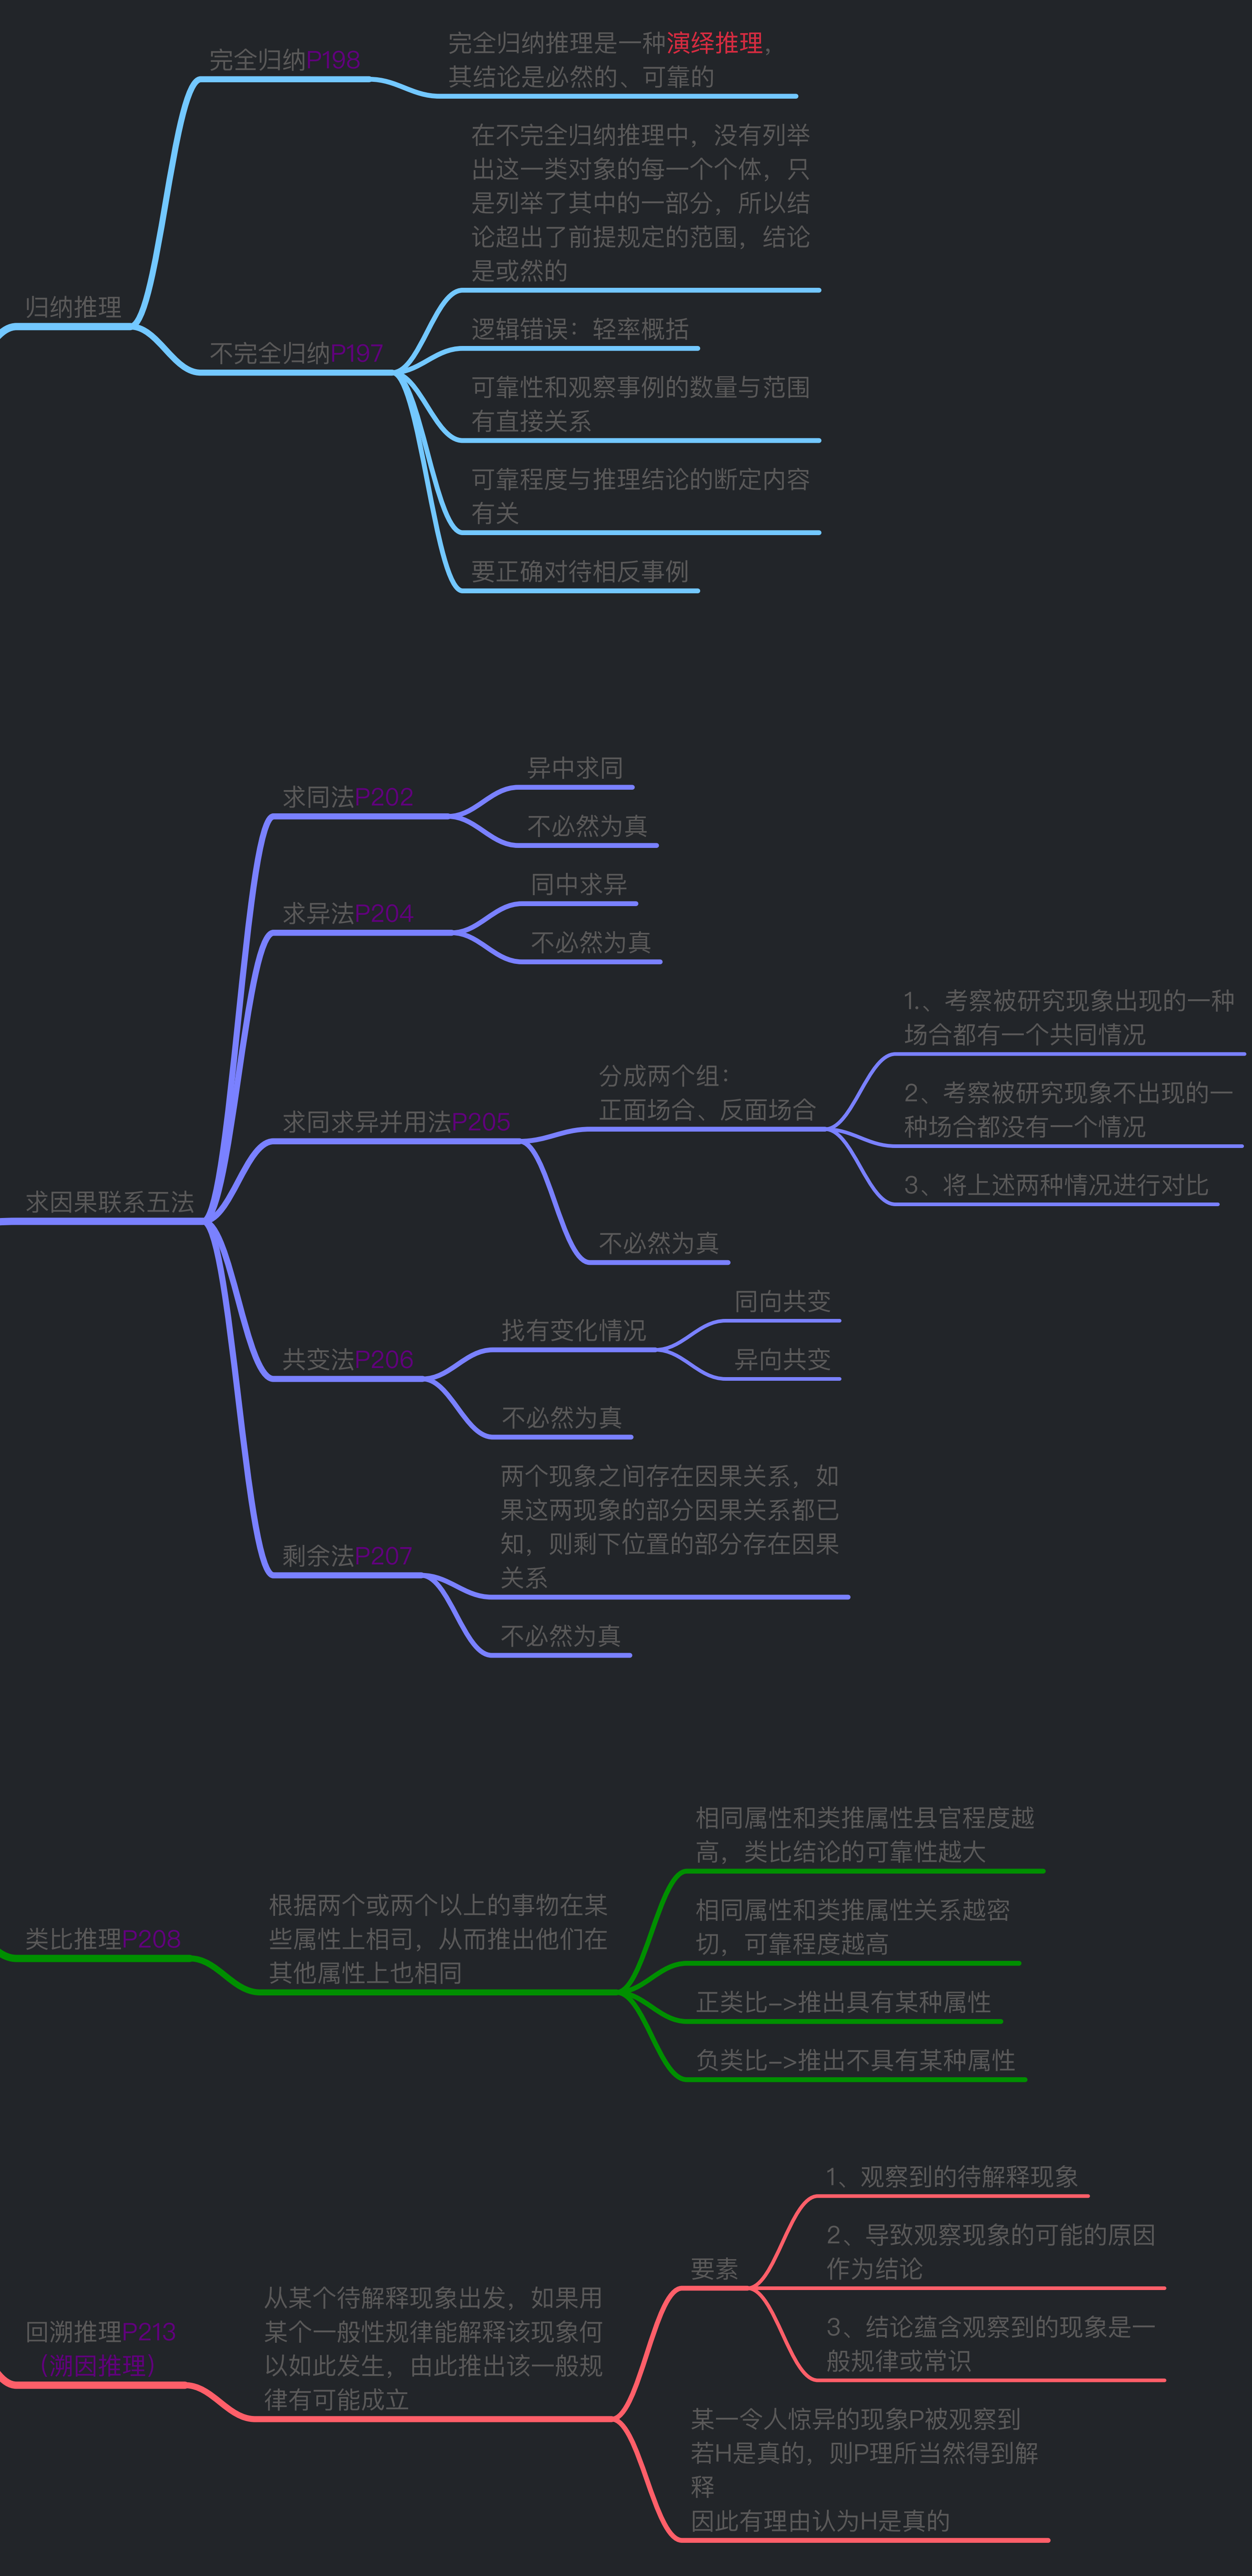 完全归纳P198
完全归纳推理是一种演绎推理，
其结论是必然的、可靠的
归纳推理
不完全归纳P197
在不完全归纳推理中，没有列举
出这一类对象的每一个个体，只
是列举了其中的一部分，所以结
论超出了前提规定的范围，结论
是或然的
逻辑错误：轻率概括
可靠性和观察事例的数量与范围
有直接关系
可靠程度与推理结论的断定内容
有关
要正确对待相反事例
求因果联系五法
求同法P202
异中求同
不必然为真
求异法P204
同中求异
不必然为真
求同求异并用法P205
分成两个组：
正面场合、反面场合
1.、考察被研究现象出现的一种
场合都有一个共同情况
2、考察被研究现象不出现的一
种场合都没有一个情况
3、将上述两种情况进行对比
不必然为真
共变法P206
找有变化情况
同向共变
异向共变
不必然为真
剩余法P207
两个现象之间存在因果关系，如
果这两现象的部分因果关系都已
知，则剩下位置的部分存在因果
关系
不必然为真
类比推理P208
根据两个或两个以上的事物在某
些属性上相司，从而推出他们在
其他属性上也相同
相同属性和类推属性县官程度越
高，类比结论的可靠性越大
相同属性和类推属性关系越密
切，可靠程度越高
正类比->推出具有某种属性
负类比->推出不具有某种属性
回溯推理P213
（溯因推理）
从某个待解释现象出发，如果用
某个一般性规律能解释该现象何
以如此发生，由此推出该一般规
律有可能成立
要素
1、观察到的待解释现象
2、导致观察现象的可能的原因
作为结论
3、结论蕴含观察到的现象是一
般规律或常识
某一令人惊异的现象P被观察到
若H是真的，则P理所当然得到解
释
因此有理由认为H是真的